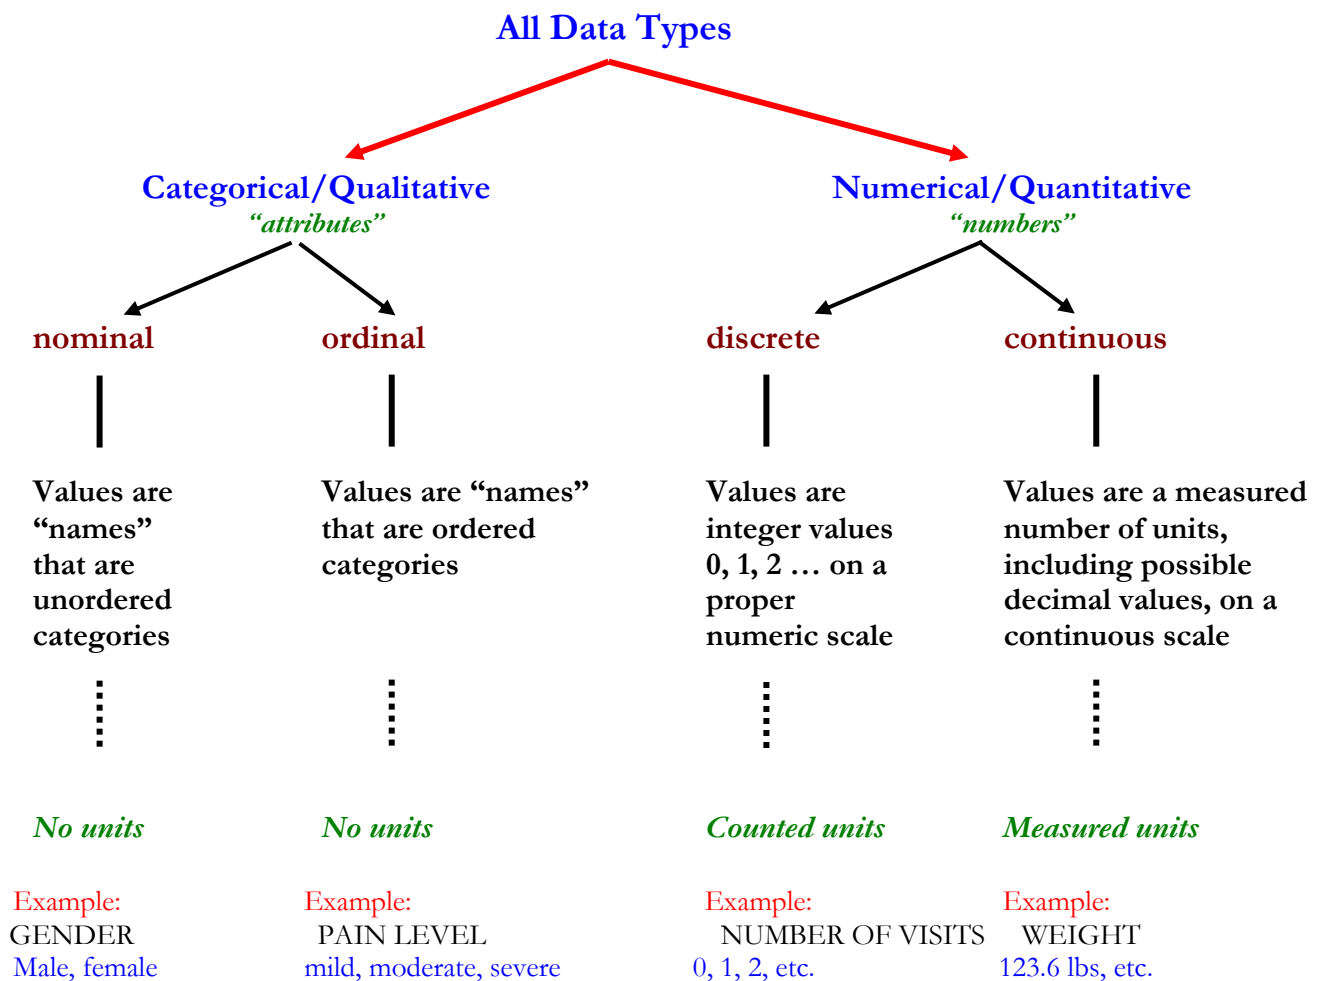 All Data Types
Categorical/Qualitative
“attributes”
Numerical/Quantitative
“numbers”
nominal
ordinal
discrete
continuous
Values are
“names”
that are
unordered
categories
Values are “names”
that are ordered
categories
Values are
integer values
0, 1, 2 … on a
proper
numeric scale
Values are a measured
number of units,
including possible
decimal values, on a
continuous scale
No units
No units
Counted units
Measured units
Example:
GENDER
Male, female
Example:
PAIN LEVEL
mild, moderate, severe
Example:
NUMBER OF VISITS
0, 1, 2, etc.
Example:
WEIGHT
123.6 lbs, etc.